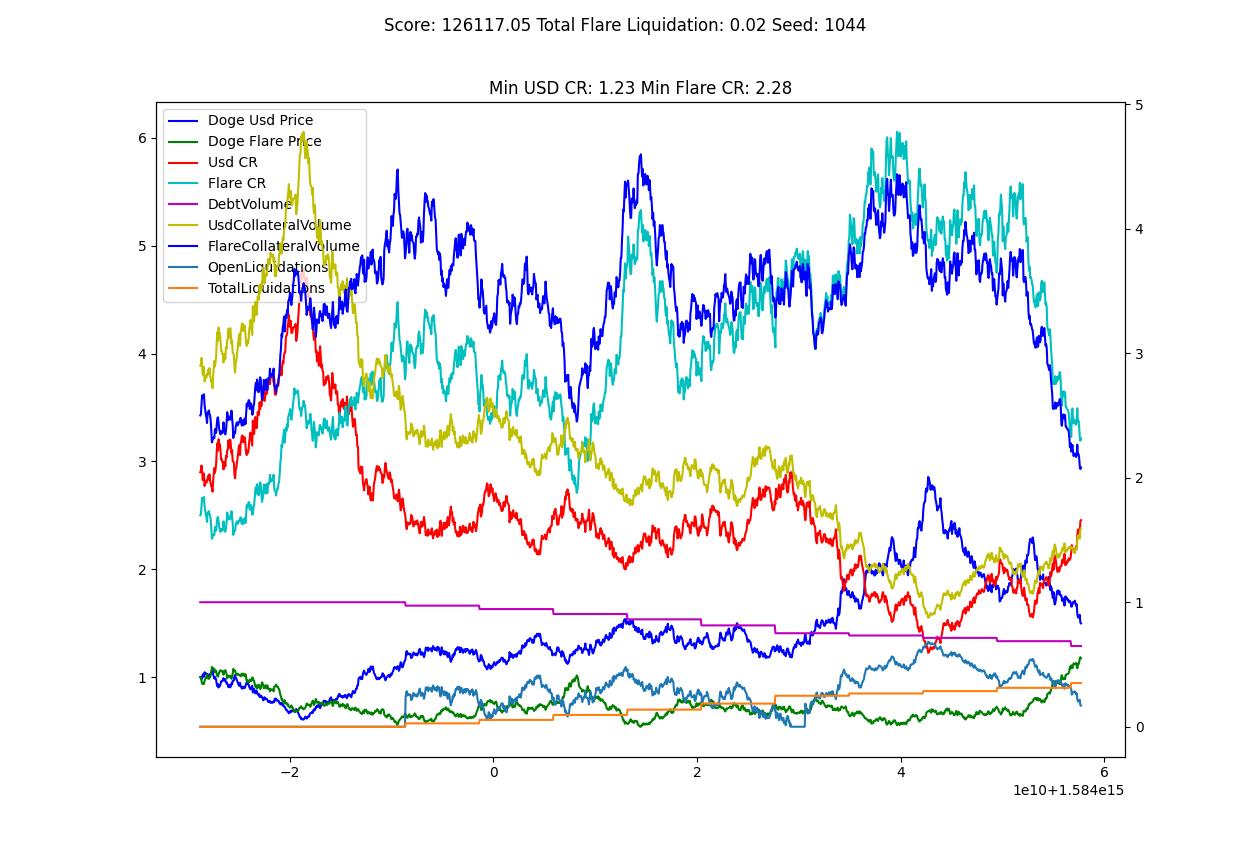 Score: 126117.05 Total Flare Liquidation: 0.02 Seed: 1044
Min USD CR: 1.23 Min Flare CR: 2.28
Doge Usd Price
Doge Flare Price
Usd CR
Flare CR
DebtVolume
UsdCollateralVolume
FlareCollateralVolume
OpenLiquidations
TotalLiquidations
6
5
4
3
2
1
5
4
3
2
1
0
−2
0
2
4
6
1e10+1.584e15